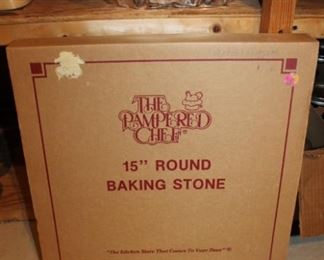 THE
PAMPERED
CHEF®
15" ROUND
BAKING STONE
"The Kitchen Store That Comes To Your Door"®